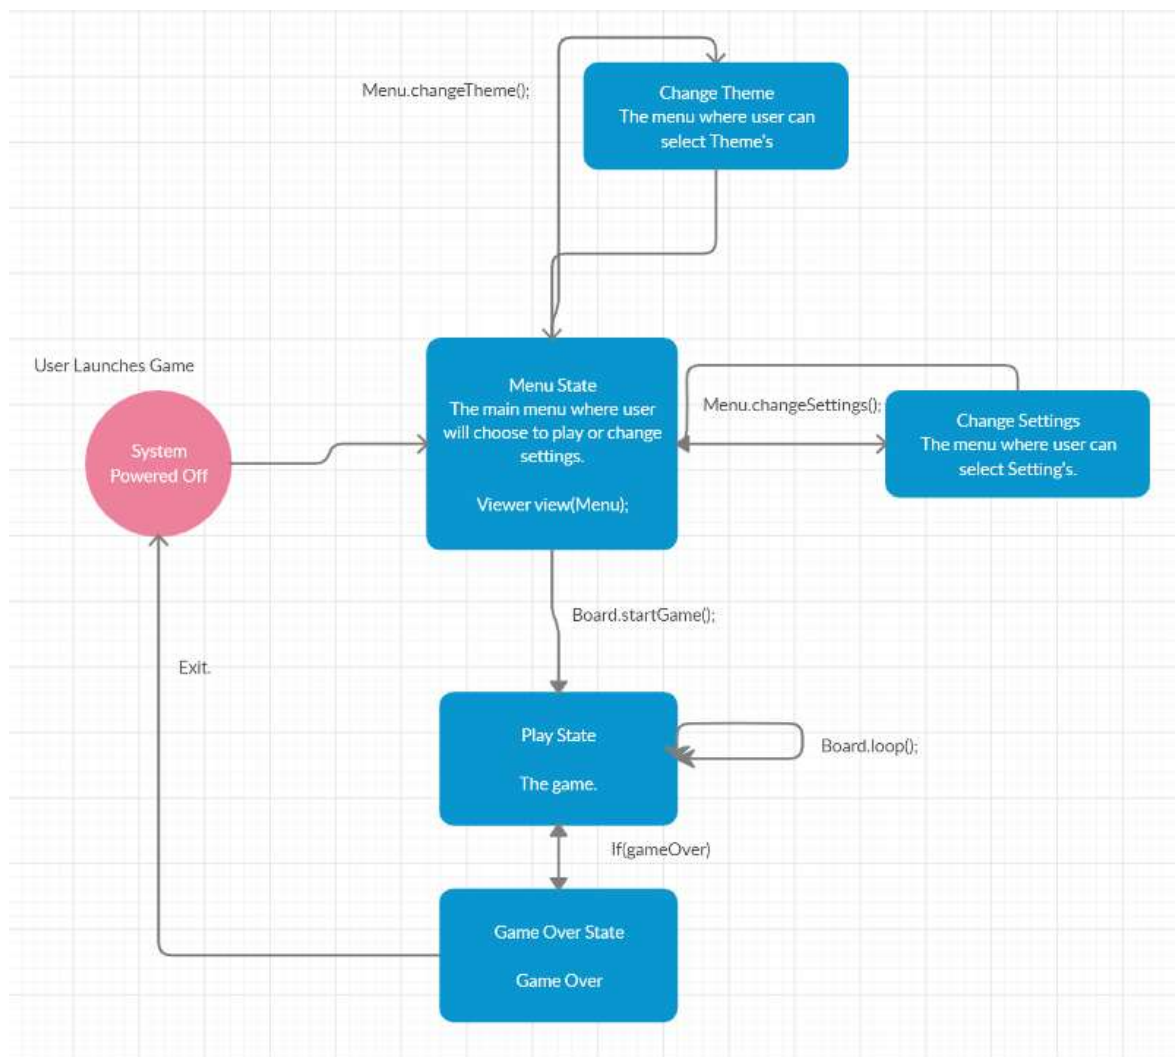 Menu.changeTheme();
Change Theme
The menu where user can
select Theme's
User Launches Game
System
Powered Off
Menu State
The main menu where user
will choose to play or change
settings.
Viewer view(Menu);
Menu.changeSettings();
Change Settings
The menu where user can
select Setting's.
Board.startGame();
Exit.
Play State
The game.
Board.loop();
If(gameOver)
Game Over State
Game Over